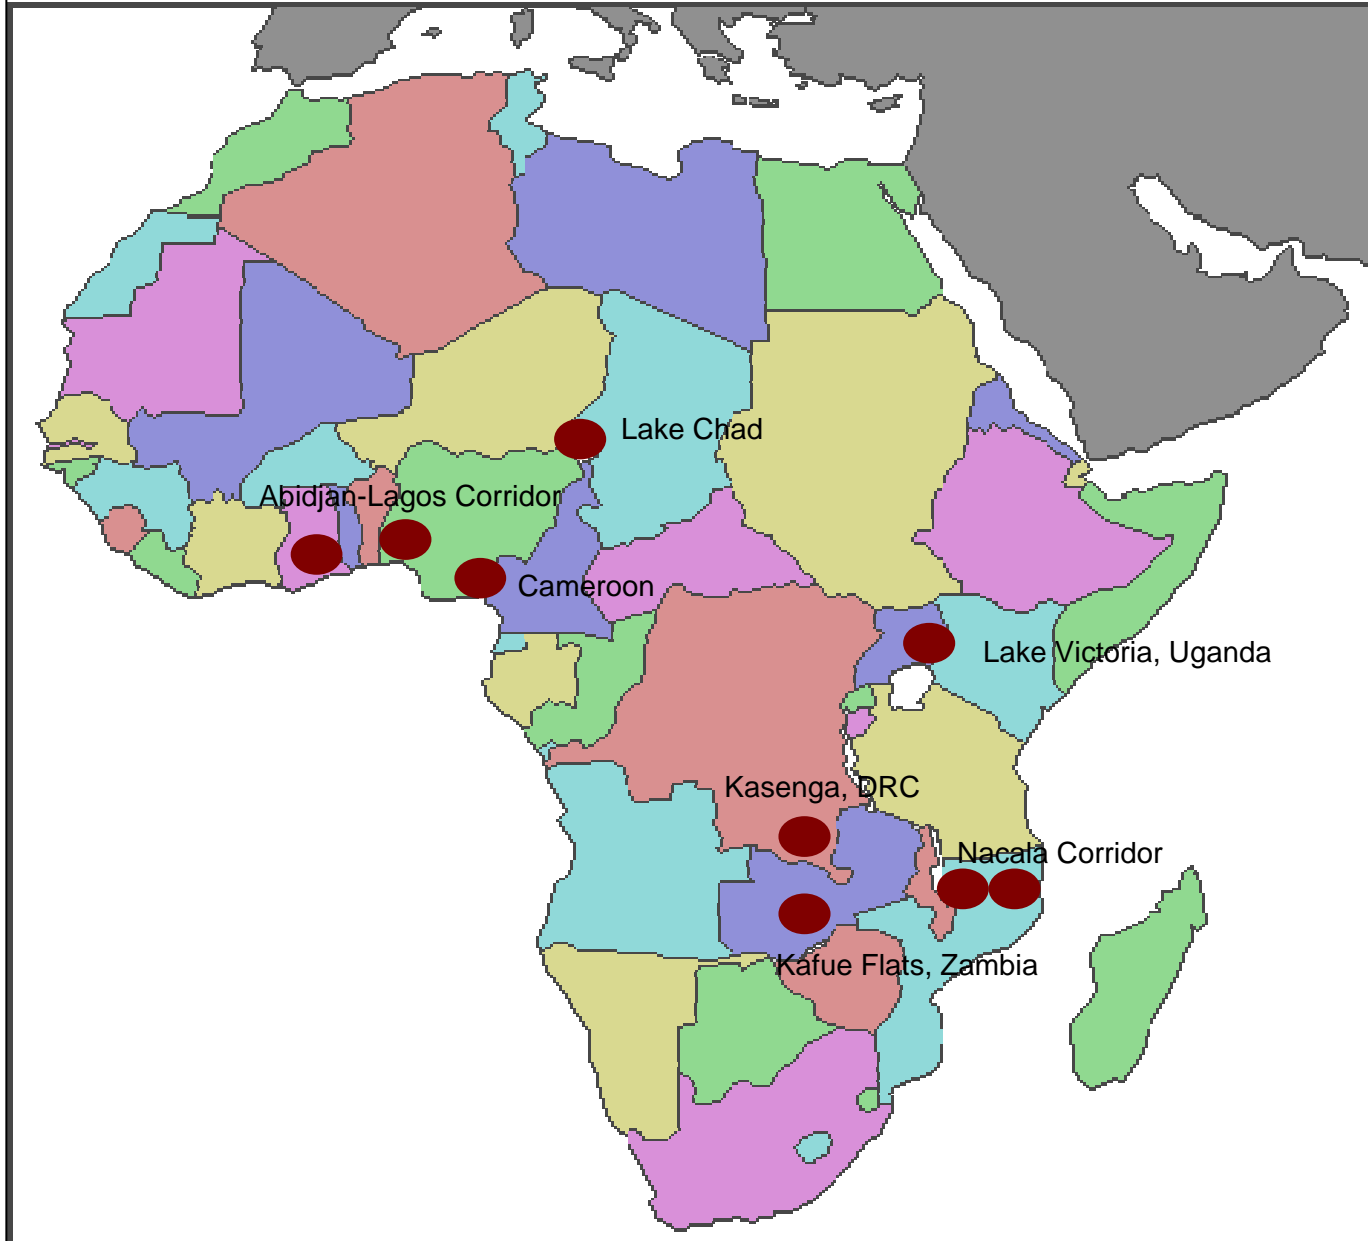 Lake Chad
Abidjan-Lagos Corridor
Cameroon
Lake Victoria, Uganda
Kasenga, DRC
Nacala Corridor
Kafue Flats, Zambia